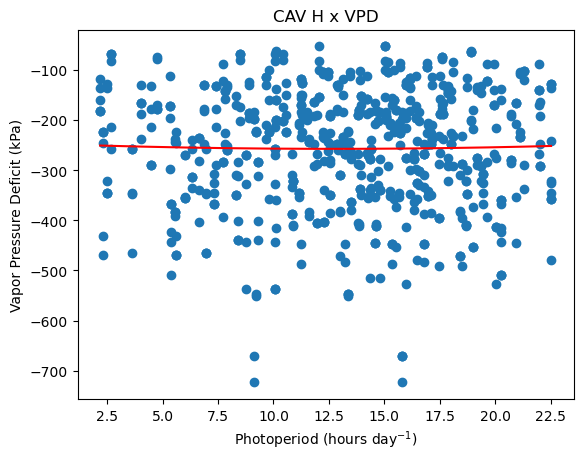 CAV H x VPD
Vapor Pressure Deficit (kPa)
−100
−200
−300
−400
−500
−600
−700
2.5 5.0 7.5 10.0 12.5 15.0 17.5 20.0 22.5
Photoperiod (hours day⁻¹)